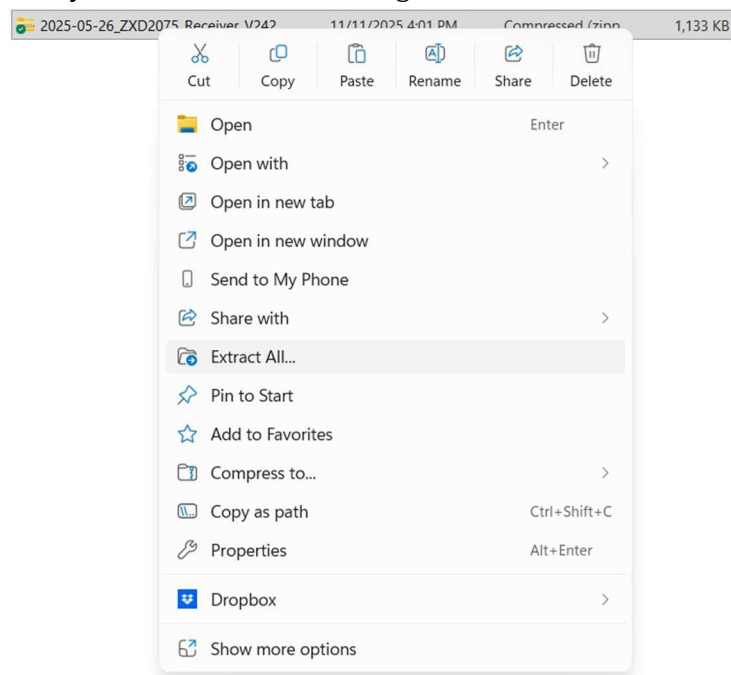 2025-05-26_ZXD2075_Receiver_V242 11/11/2025 4:01 PM Compressed (zipp 1,133 KB
Cut Copy Paste Rename Share Delete
Open Enter
Open with
Open in new tab
Open in new window
Send to My Phone
Share with
Extract All...
Pin to Start
Add to Favorites
Compress to...
Copy as path Ctrl+Shift+C
Properties Alt+Enter
Dropbox
Show more options